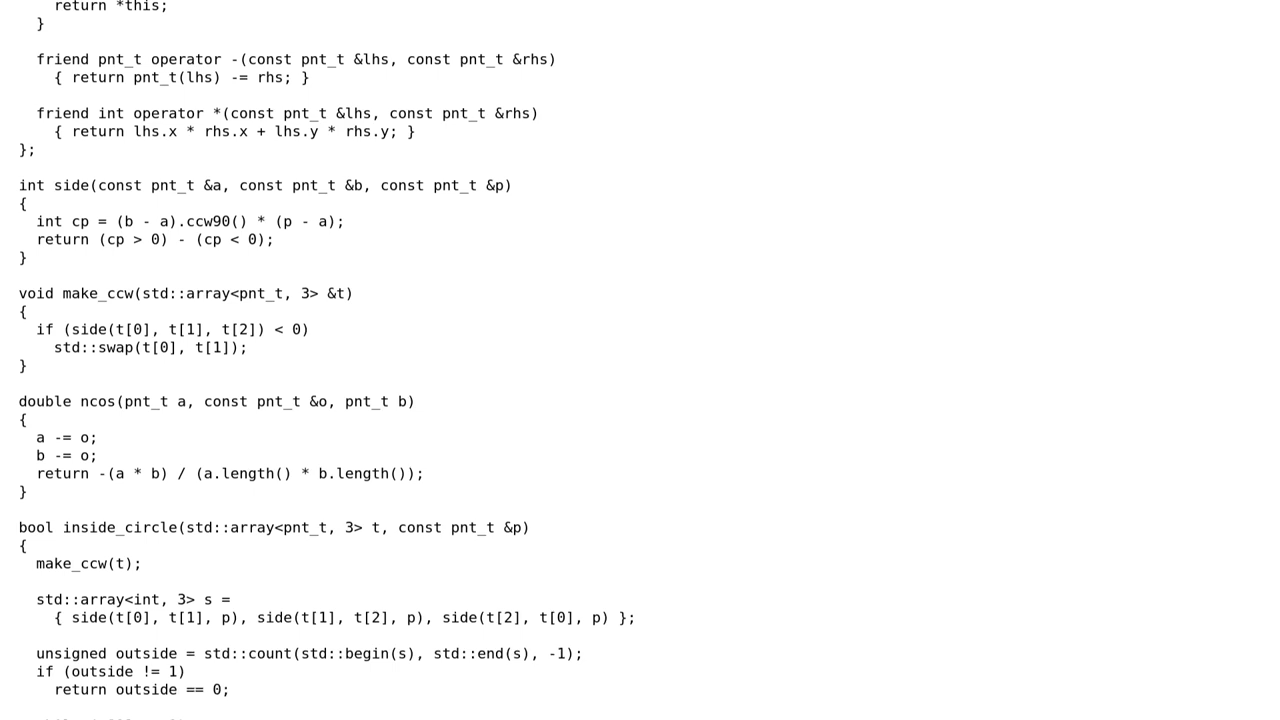 return *this;
  }

  friend pnt_t operator -(const pnt_t &lhs, const pnt_t &rhs)
    { return pnt_t(lhs) -= rhs; }

  friend int operator *(const pnt_t &lhs, const pnt_t &rhs)
    { return lhs.x * rhs.x + lhs.y * rhs.y; }
};

int side(const pnt_t &a, const pnt_t &b, const pnt_t &p)
{
  int cp = (b - a).ccw90() * (p - a);
  return (cp > 0) - (cp < 0);
}

void make_ccw(std::array<pnt_t, 3> &t)
{
  if (side(t[0], t[1], t[2]) < 0)
    std::swap(t[0], t[1]);
}

double ncos(pnt_t a, const pnt_t &o, pnt_t b)
{
  a -= o;
  b -= o;
  return -(a * b) / (a.length() * b.length());
}

bool inside_circle(std::array<pnt_t, 3> t, const pnt_t &p)
{
  make_ccw(t);

  std::array<int, 3> s =
    { side(t[0], t[1], p), side(t[1], t[2], p), side(t[2], t[0], p) };

  unsigned outside = std::count(std::begin(s), std::end(s), -1);
  if (outside != 1)
    return outside == 0;